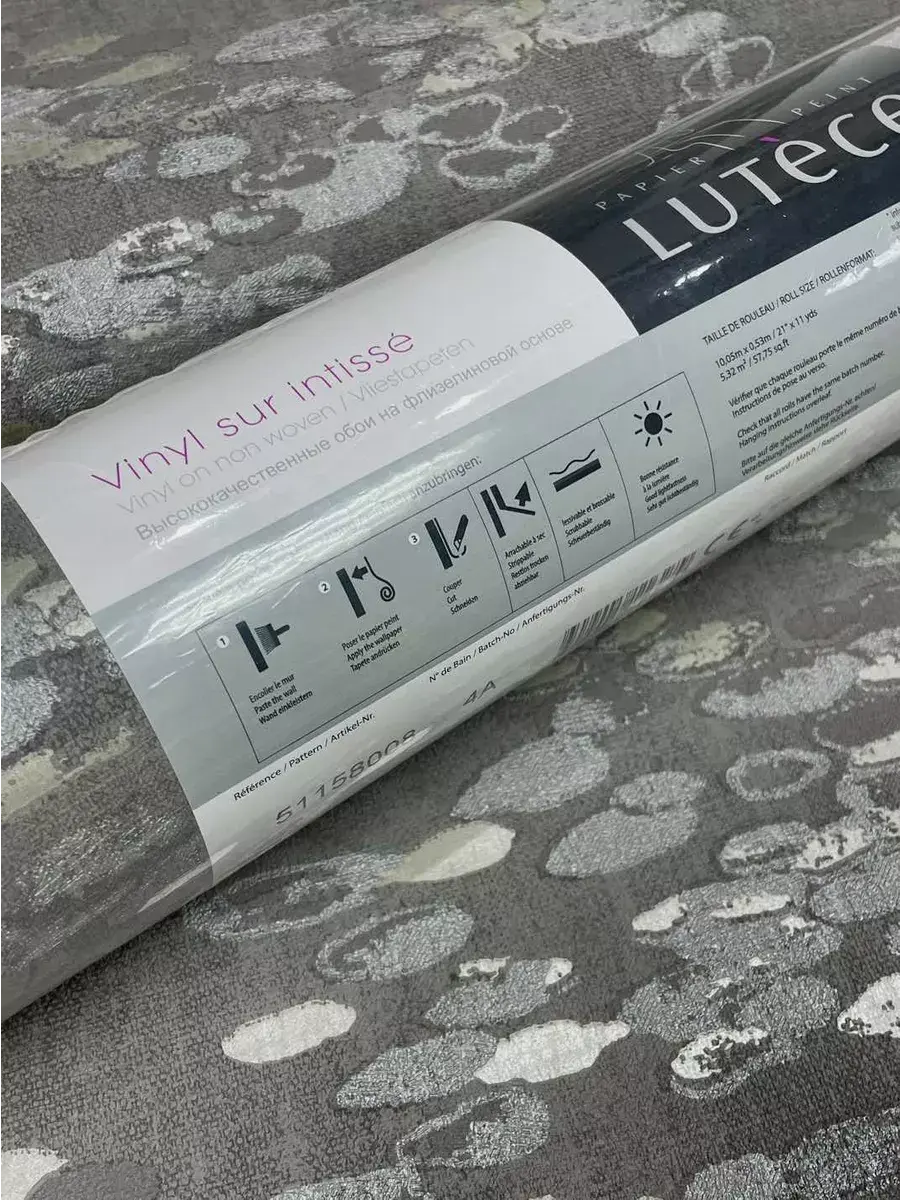 PAPIER PEINT
LUTèCE
Vinyl sur intissé
Vinyl on non woven / Vliestapeten
Высококачественные обои на флизелиновой основе
anzubringen:
1
Encoller le mur
Paste the wall
Wand einkleistern
2
Poser le papier peint
Apply the wallpaper
Tapete andrücken
3
Couper
Cut
Schneiden
Arrachable à sec
Strippable
Restlos trocken
abziehbar
lessivable et brossable
Scrubbable
Scheuerbeständig
Bonne résistance
à la lumière
Good lightfastness
Sehr gut lichtbeständig
TAILLE DE ROULEAU / ROLL SIZE / ROLLENFORMAT:
10,05m x 0,53m / 21" x 11 yds
5,32 m² / 57,75 sq.ft
Vérifier que chaque rouleau porte le même numéro de
Instructions de pose au verso.
Check that all rolls have the same batch number.
Hanging instructions overleaf.
Bitte auf die gleiche Anfertigungs-Nr. achten/
Verarbeitungshinweise siehe Rückseite.
Raccord / Match / Rapport
Référence / Pattern / Artikel-Nr.
51158008
N° de Bain / Batch-No / Anfertigungs-Nr.
4A